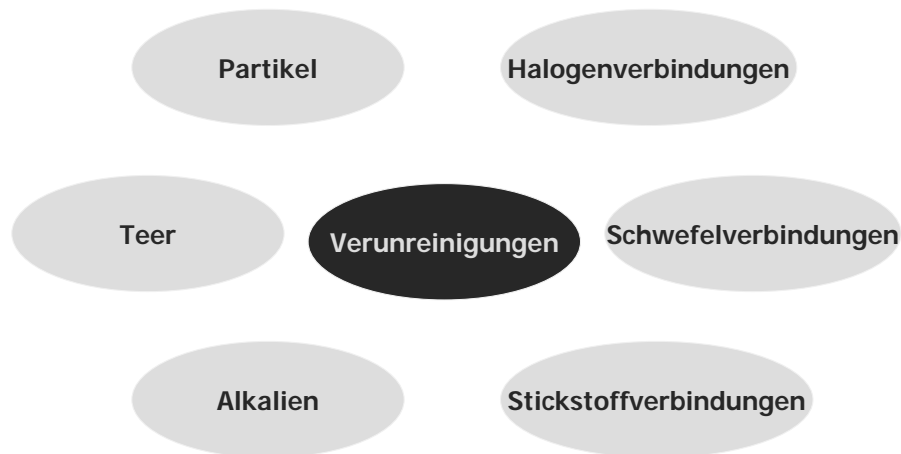 Partikel
Halogenverbindungen
Teer
Verunreinigungen
Schwefelverbindungen
Alkalien
Stickstoffverbindungen